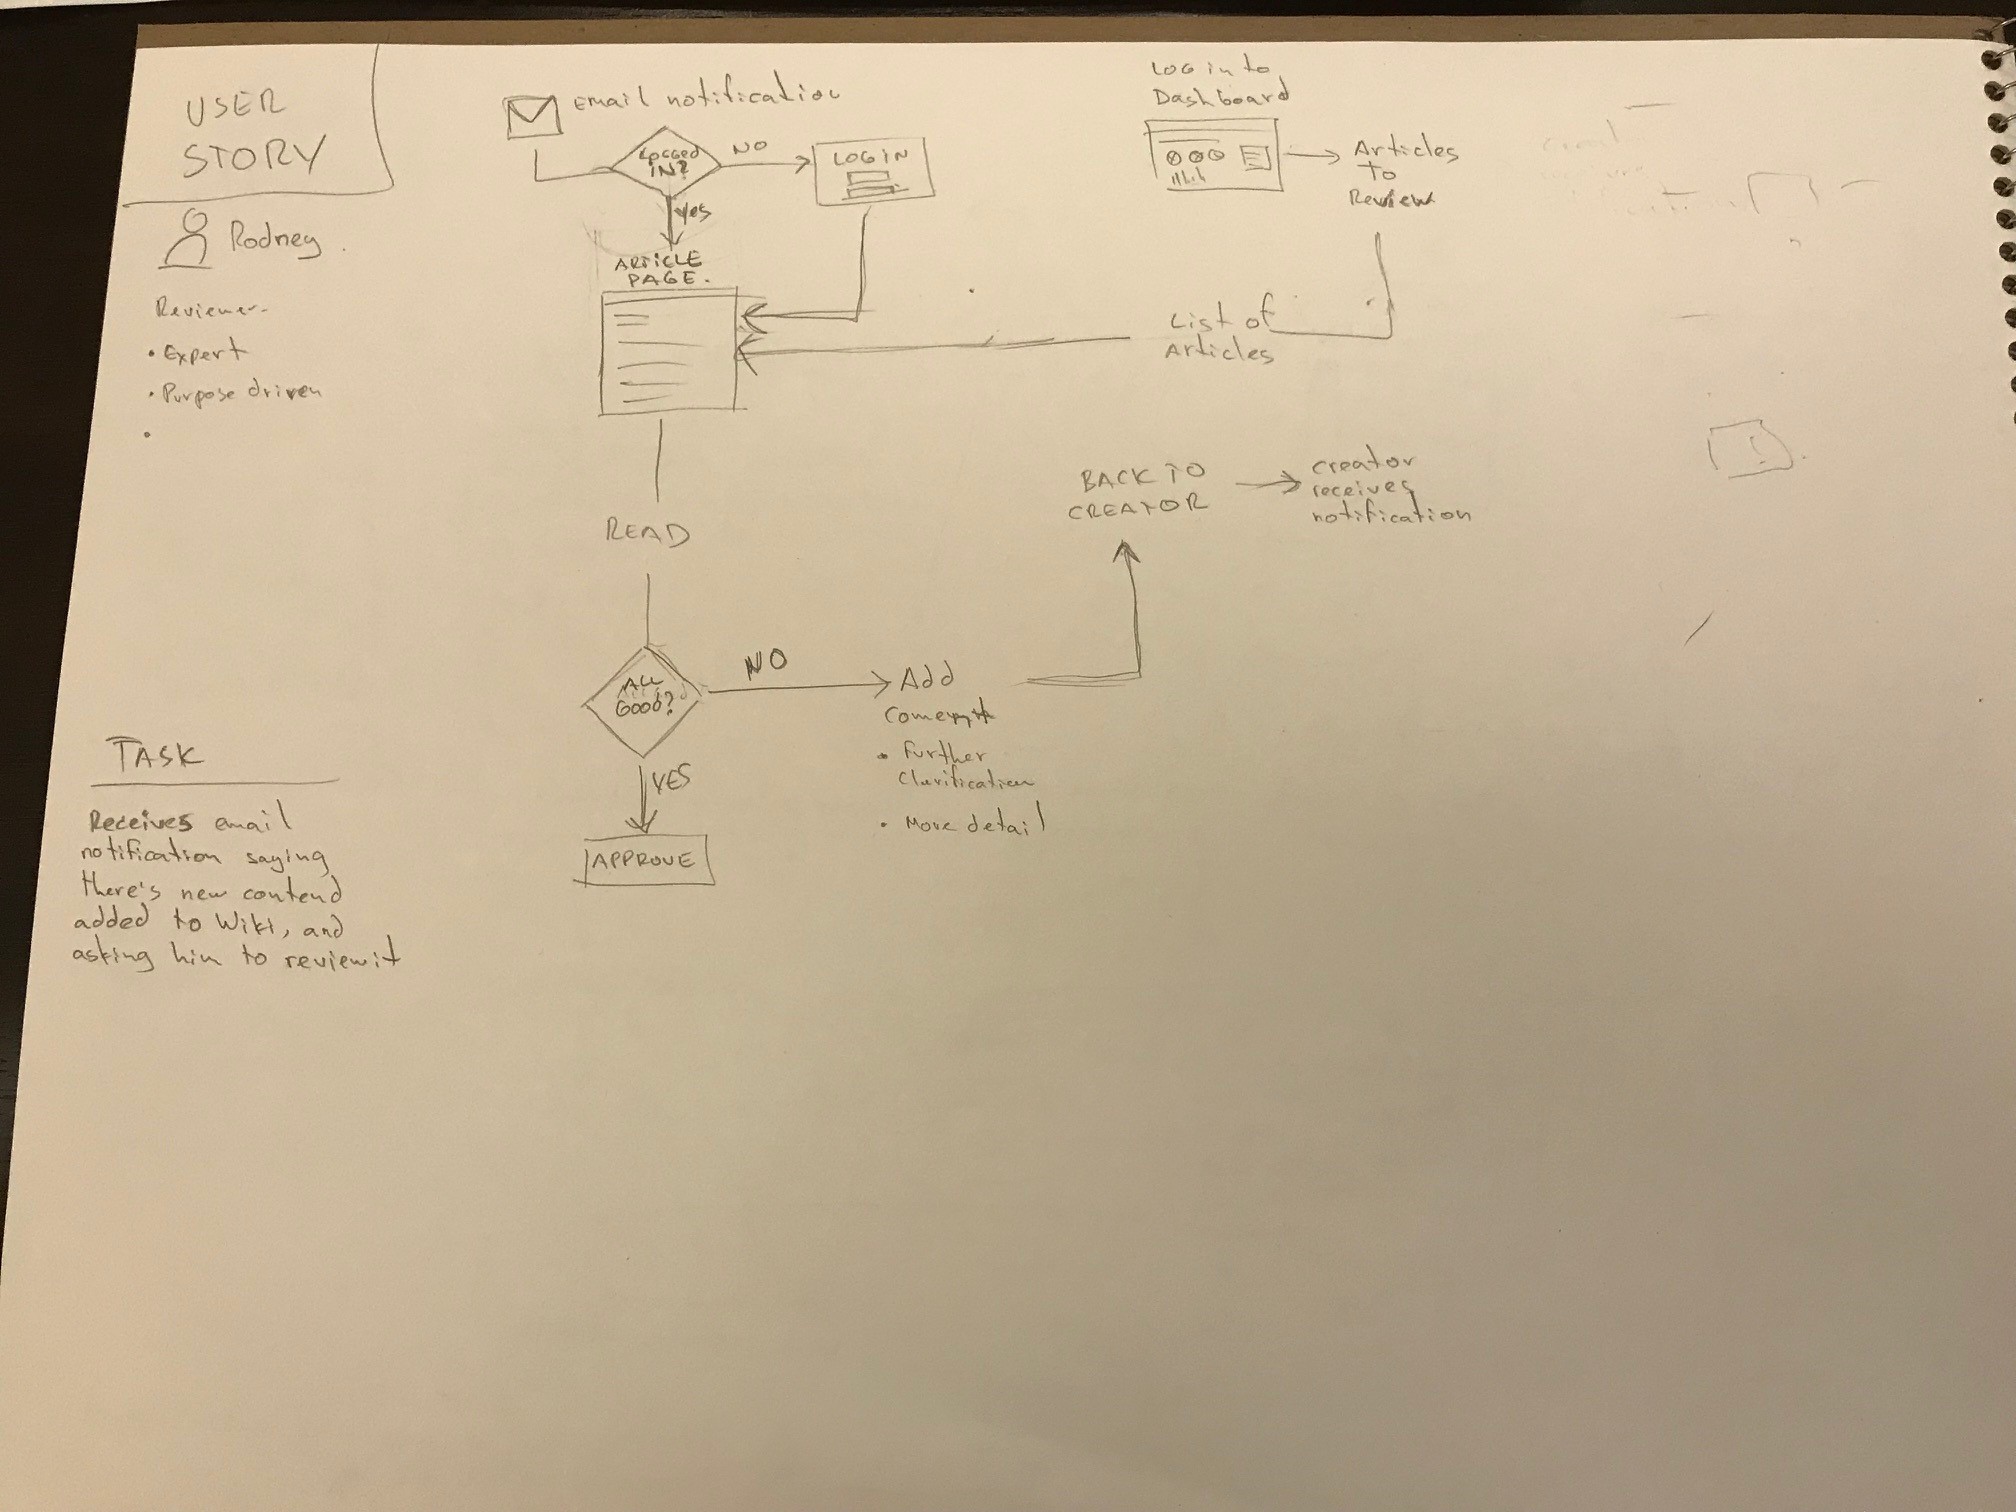 USER
STORY
Rodney.
Reviewer
• Expert
• Purpose driven
•
TASK
Receives email
notification saying
there's new contend
added to Wiki, and
asking him to review it
Email notification
Logged
IN?
NO
LOGIN
Yes
ARTICLE
PAGE.
Log in to
Dashboard
Articles
To
Review
List of
Articles
READ
BACK TO
CREATOR
creator
receives
notification
ALL
GOOD?
NO
Add
Comment
• Further
Clarification
• More detail
YES
APPROVE